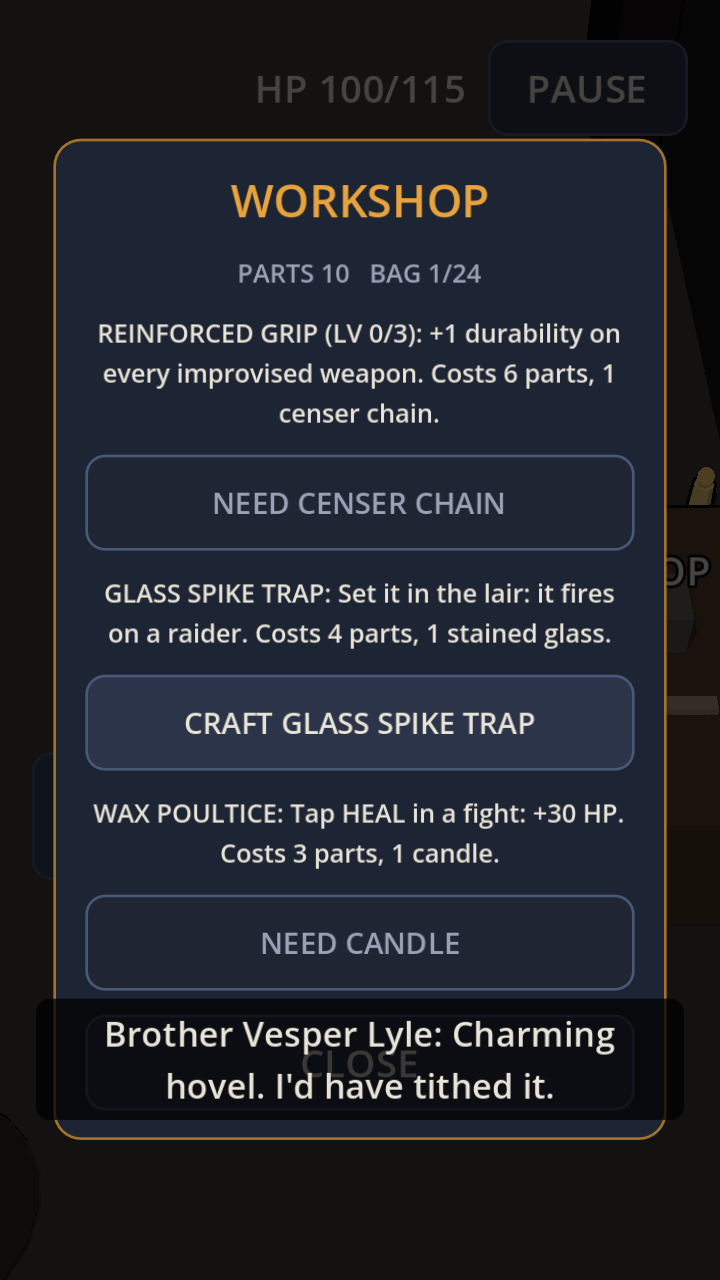 HP 100/115 PAUSE
WORKSHOP
PARTS 10 BAG 1/24
REINFORCED GRIP (LV 0/3): +1 durability on
every improvised weapon. Costs 6 parts, 1
censer chain.
NEED CENSER CHAIN
OP
GLASS SPIKE TRAP: Set it in the lair: it fires
on a raider. Costs 4 parts, 1 stained glass.
CRAFT GLASS SPIKE TRAP
WAX POULTICE: Tap HEAL in a fight: +30 HP.
Costs 3 parts, 1 candle.
NEED CANDLE
CLOSE
Brother Vesper Lyle: Charming
hovel. I'd have tithed it.